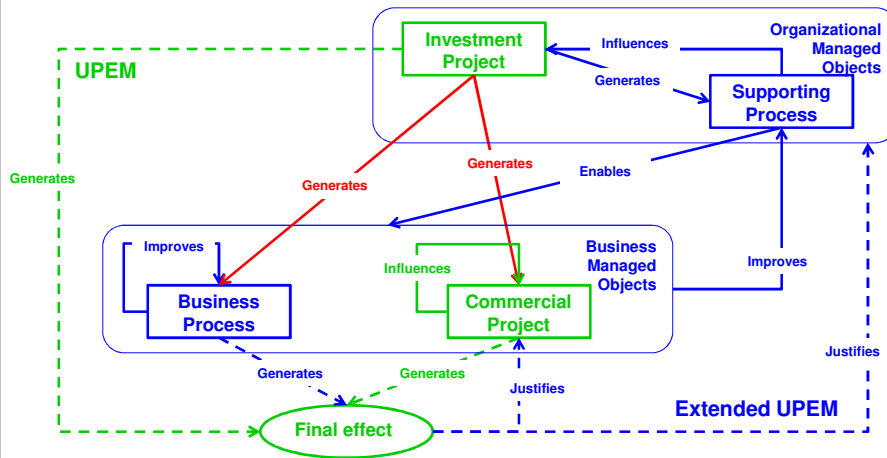 Investment
Project
Influences
Organizational
Managed
Objects
UPEM
Generates
Supporting
Process
Generates
Generates
Generates
Enables
Improves
Influences
Business
Managed
Objects
Improves
Business
Process
Commercial
Project
Generates
Generates
Justifies
Justifies
Final effect
Extended UPEM